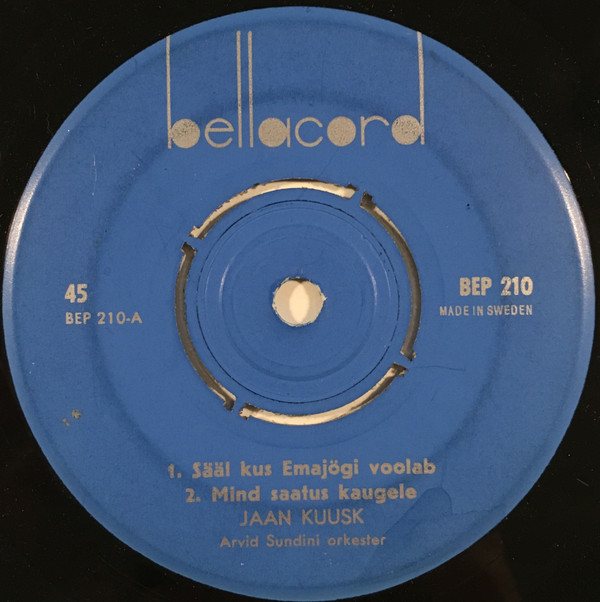 bellacord
45
BEP 210-A
BEP 210
MADE IN SWEDEN
1. Sääl kus Emajögi voolab
2. Mind saatus kaugele
JAAN KUUSK
Arvid Sundini orkester